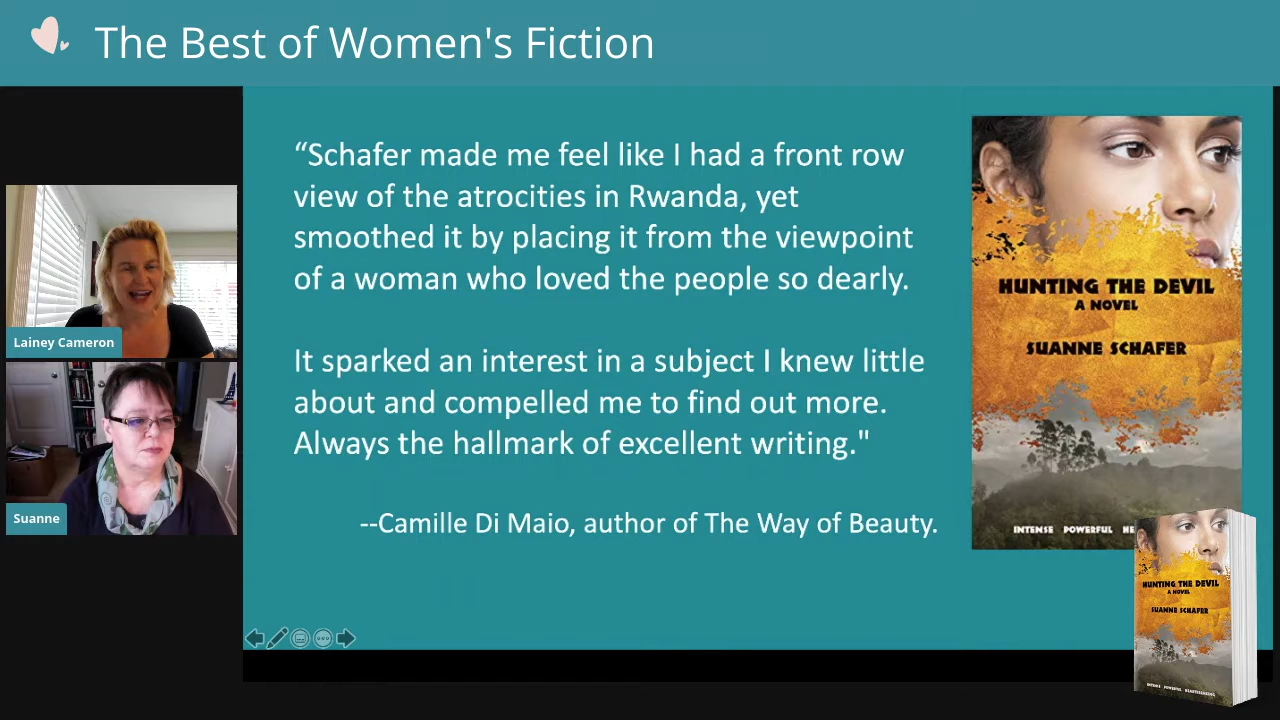 The Best of Women's Fiction
“Schafer made me feel like I had a front row
view of the atrocities in Rwanda, yet
smoothed it by placing it from the viewpoint
of a woman who loved the people so dearly.
It sparked an interest in a subject I knew little
about and compelled me to find out more.
Always the hallmark of excellent writing."
--Camille Di Maio, author of The Way of Beauty.
HUNTING THE DEVIL
A NOVEL
SUANNE SCHAFER
INTENSE POWERFUL HE
Lainey Cameron
Suanne
HUNTING THE DEVIL
A NOVEL
SUANNE SCHAFER
INTENSE POWERFUL HEARTBREAKING